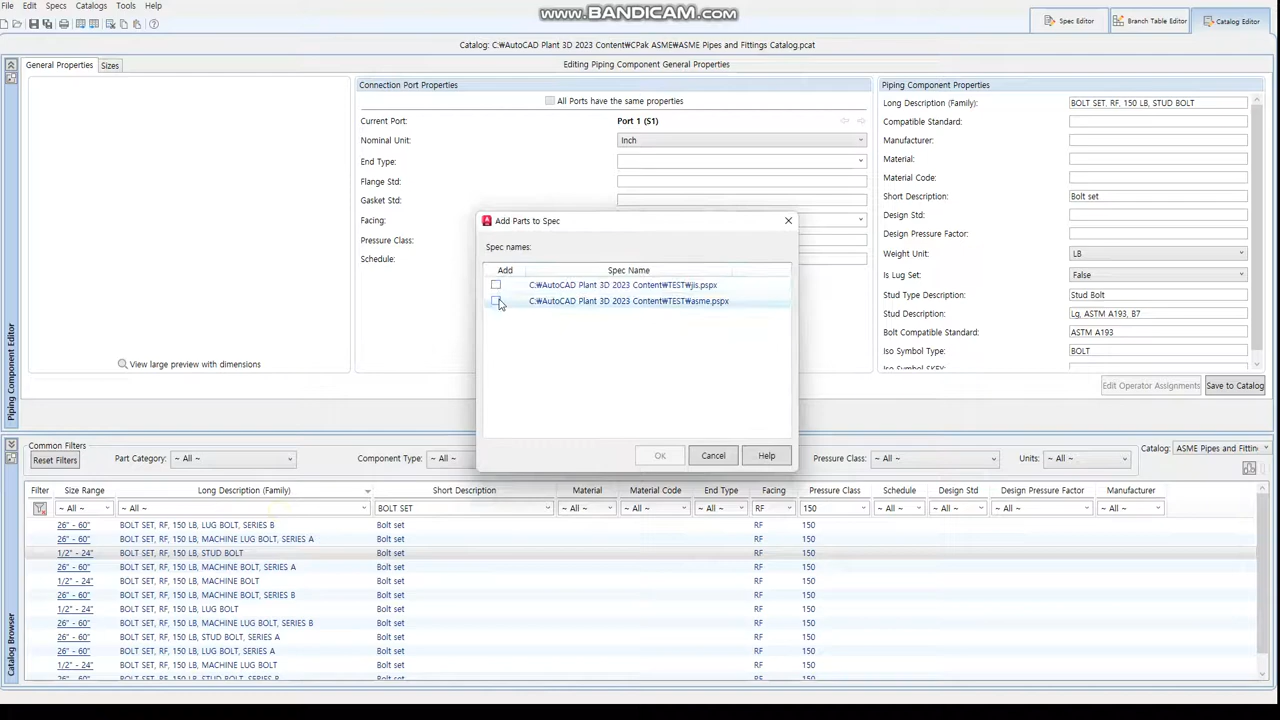 www.BANDICAM.com
File Edit Specs Catalogs Tools Help
Spec Editor Branch Table Editor Catalog Editor
Catalog: C:₩AutoCAD Plant 3D 2023 Content₩CPak ASME₩ASME Pipes and Fittings Catalog.pcat
General Properties Sizes Editing Piping Component General Properties
Piping Component Editor
View large preview with dimensions
Connection Port Properties
All Ports have the same properties
Current Port: Port 1 (S1)
Nominal Unit: Inch
End Type:
Flange Std:
Gasket Std:
Facing:
Pressure Class:
Schedule:
Piping Component Properties
Long Description (Family): BOLT SET, RF, 150 LB, STUD BOLT
Compatible Standard:
Manufacturer:
Material:
Material Code:
Short Description: Bolt set
Design Std:
Design Pressure Factor:
Weight Unit: LB
Is Lug Set: False
Stud Type Description: Stud Bolt
Stud Description: Lg, ASTM A193, B7
Bolt Compatible Standard: ASTM A193
Iso Symbol Type: BOLT
Iso Symbol SKEY:
Edit Operator Assignments Save to Catalog
Add Parts to Spec
Spec names:
Add Spec Name
C:₩AutoCAD Plant 3D 2023 Content₩TEST₩jis.pspx
C:₩AutoCAD Plant 3D 2023 Content₩TEST₩asme.pspx
OK Cancel Help
Catalog Browser
Common Filters
Reset Filters Part Category: ~ All ~ Component Type: ~ All ~ Pressure Class: ~ All ~ Units: ~ All ~ Catalog: ASME Pipes and Fittin
Filter Size Range Long Description (Family) Short Description Material Material Code End Type Facing Pressure Class Schedule Design Std Design Pressure Factor Manufacturer
~ All ~ ~ All ~ BOLT SET ~ All ~ ~ All ~ ~ All ~ RF 150 ~ All ~ ~ All ~ ~ All ~ ~ All ~
26" - 60" BOLT SET, RF, 150 LB, LUG BOLT, SERIES B Bolt set RF 150
26" - 60" BOLT SET, RF, 150 LB, MACHINE LUG BOLT, SERIES A Bolt set RF 150
1/2" - 24" BOLT SET, RF, 150 LB, STUD BOLT Bolt set RF 150
26" - 60" BOLT SET, RF, 150 LB, MACHINE BOLT, SERIES A Bolt set RF 150
1/2" - 24" BOLT SET, RF, 150 LB, MACHINE BOLT Bolt set RF 150
26" - 60" BOLT SET, RF, 150 LB, MACHINE BOLT, SERIES B Bolt set RF 150
1/2" - 24" BOLT SET, RF, 150 LB, LUG BOLT Bolt set RF 150
26" - 60" BOLT SET, RF, 150 LB, MACHINE LUG BOLT, SERIES B Bolt set RF 150
26" - 60" BOLT SET, RF, 150 LB, STUD BOLT, SERIES A Bolt set RF 150
26" - 60" BOLT SET, RF, 150 LB, LUG BOLT, SERIES A Bolt set RF 150
1/2" - 24" BOLT SET, RF, 150 LB, MACHINE LUG BOLT Bolt set RF 150
26" - 60" BOLT SET, RF, 150 LB, STUD BOLT, SERIES B Bolt set RF 150